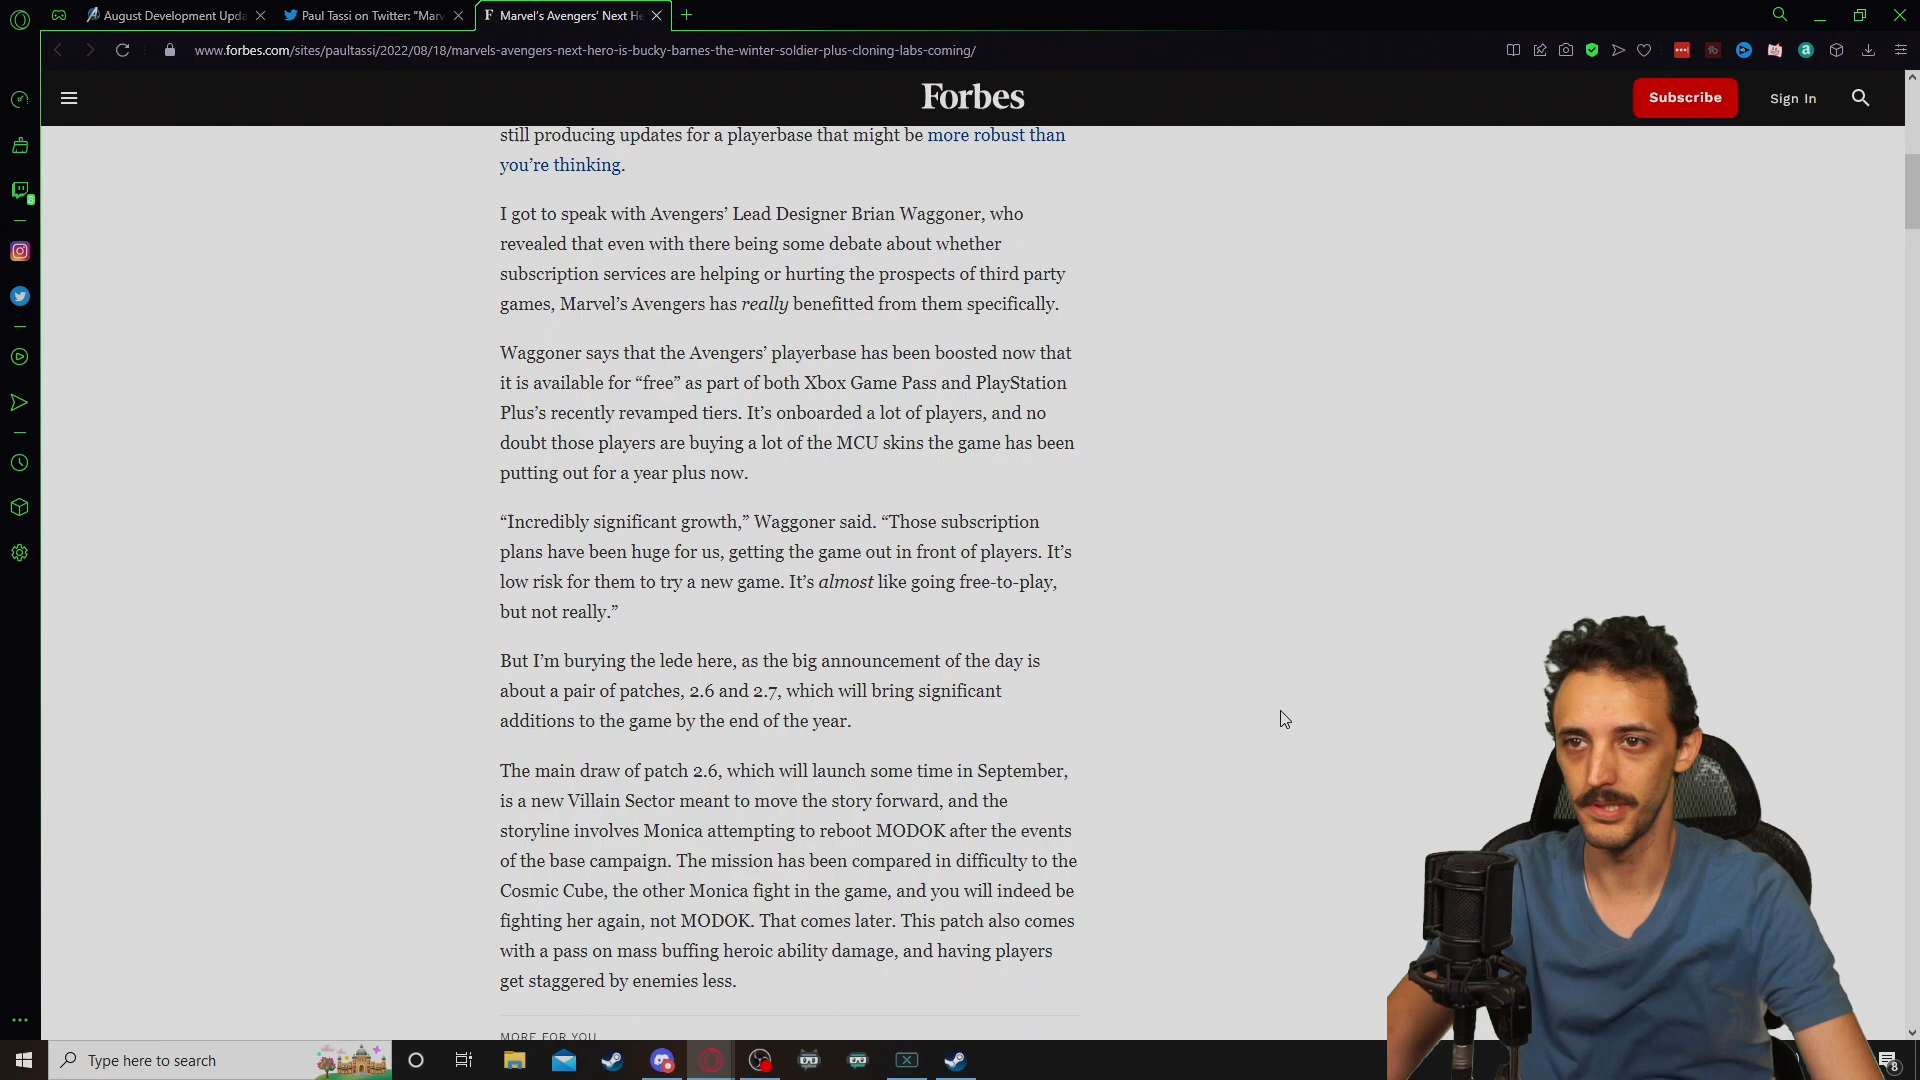 August Development Upda
Paul Tassi on Twitter: "Marv
F Marvel's Avengers' Next He
www.forbes.com/sites/paultassi/2022/08/18/marvels-avengers-next-hero-is-bucky-barnes-the-winter-soldier-plus-cloning-labs-coming/
Forbes
Subscribe
Sign In
still producing updates for a playerbase that might be more robust than
you’re thinking.
I got to speak with Avengers’ Lead Designer Brian Waggoner, who
revealed that even with there being some debate about whether
subscription services are helping or hurting the prospects of third party
games, Marvel’s Avengers has really benefitted from them specifically.
Waggoner says that the Avengers’ playerbase has been boosted now that
it is available for “free” as part of both Xbox Game Pass and PlayStation
Plus’s recently revamped tiers. It’s onboarded a lot of players, and no
doubt those players are buying a lot of the MCU skins the game has been
putting out for a year plus now.
“Incredibly significant growth,” Waggoner said. “Those subscription
plans have been huge for us, getting the game out in front of players. It’s
low risk for them to try a new game. It’s almost like going free-to-play,
but not really.”
But I’m burying the lede here, as the big announcement of the day is
about a pair of patches, 2.6 and 2.7, which will bring significant
additions to the game by the end of the year.
The main draw of patch 2.6, which will launch some time in September,
is a new Villain Sector meant to move the story forward, and the
storyline involves Monica attempting to reboot MODOK after the events
of the base campaign. The mission has been compared in difficulty to the
Cosmic Cube, the other Monica fight in the game, and you will indeed be
fighting her again, not MODOK. That comes later. This patch also comes
with a pass on mass buffing heroic ability damage, and having players
get staggered by enemies less.
MORE FOR YOU
Type here to search
8